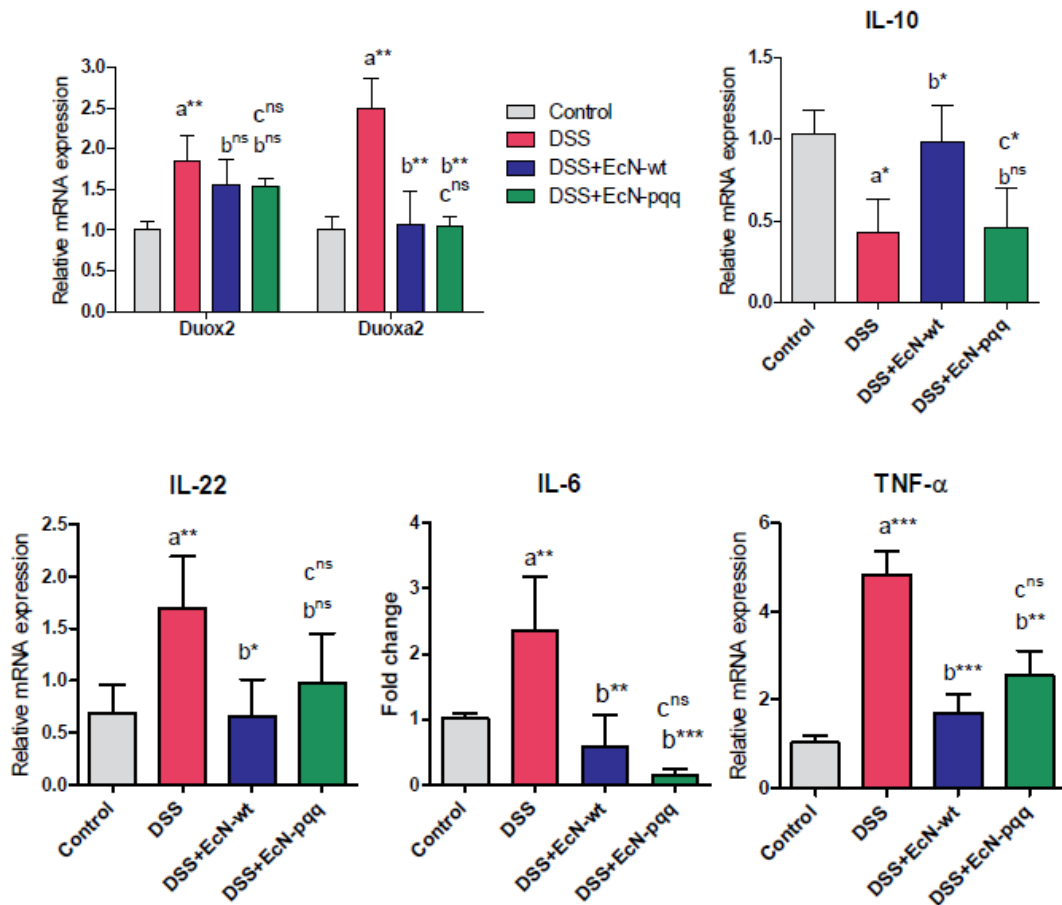 Relative mRNA expression
3.0
2.5
2.0
1.5
1.0
0.5
0.0
a**
b^ns
c^ns
b^ns
a**
b**
b**
c^ns
Duox2
Duoxa2
Control
DSS
DSS+EcN-wt
DSS+EcN-pqq
IL-10
Relative mRNA expression
1.5
1.0
0.5
0.0
a*
b*
c*
b^ns
Control
DSS
DSS+EcN-wt
DSS+EcN-pqq
IL-22
Relative mRNA expression
2.5
2.0
1.5
1.0
0.5
0.0
a**
b*
c^ns
b^ns
Control
DSS
DSS+EcN-wt
DSS+EcN-pqq
IL-6
Fold change
4
3
2
1
0
a**
b**
c^ns
b***
Control
DSS
DSS+EcN-wt
DSS+EcN-pqq
TNF-α
Relative mRNA expression
6
4
2
0
a***
b***
c^ns
b**
Control
DSS
DSS+EcN-wt
DSS+EcN-pqq